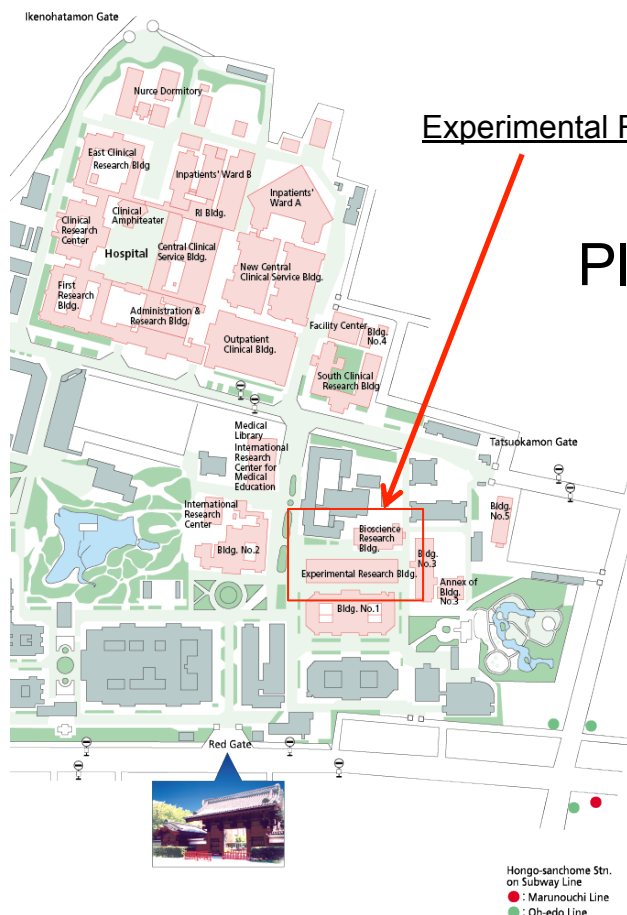 Ikenohatamon Gate
Nurce Dormitory
Experimental
East Clinical
Research Bldg
Inpatients' Ward B
Inpatients'
Ward A
Clinical
Amphiteater
RI Bldg.
Clinical
Research
Center
Hospital
Central Clinical
Service Bldg.
New Central
Clinical Service Bldg.
First
Research
Bldg.
Administration &
Research Bldg.
Outpatient
Clinical Bldg.
Facility Center
Bldg.
No.4
South Clinical
Research Bldg
Medical
Library
International
Research
Center for
Medical
Education
Tatsuokamon Gate
International
Research
Center
Bldg. No.2
Bioscience
Research
Bldg.
Bldg.
No.5
Bldg.
No.3
Experimental Research Bldg.
Annex of
Bldg.
No.3
Bldg. No.1
Red Gate
Hongo-sanchome Stn.
on Subway Line
: Marunouchi Line
: Oh-edo Line